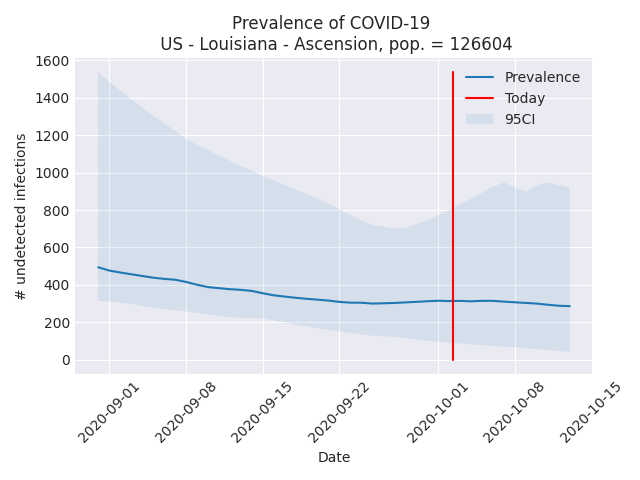 Prevalence of COVID-19
US - Louisiana - Ascension, pop. = 126604
1600
1400
1200
1000
800
600
400
200
0
# undetected infections
Prevalence
Today
95CI
2020-09-01
2020-09-08
2020-09-15
2020-09-22
2020-10-01
2020-10-08
2020-10-15
Date